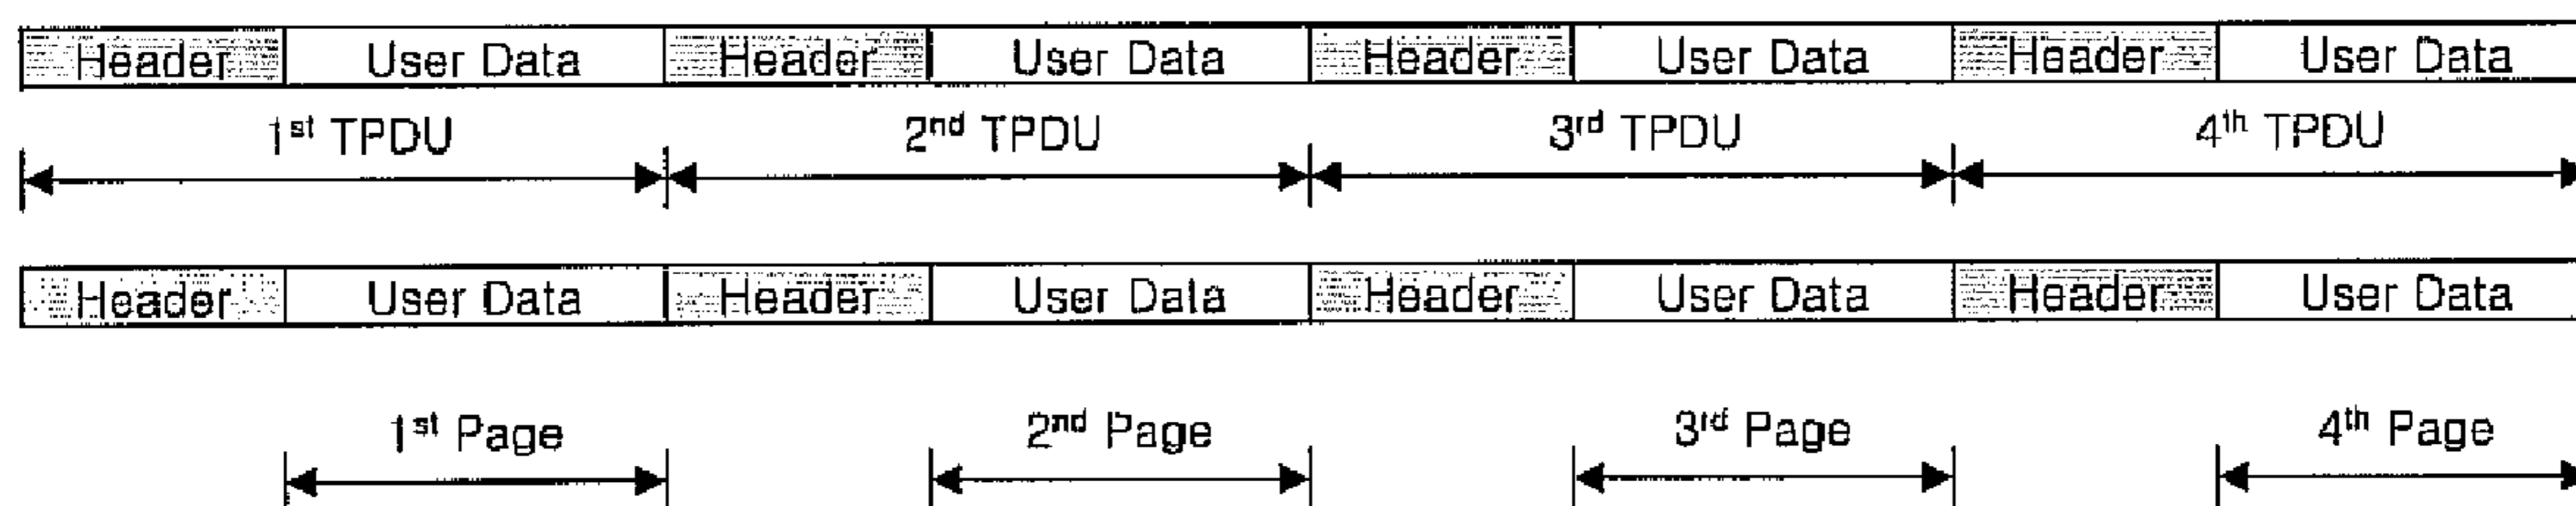 Header User Data Header User Data Header User Data Header User Data
1st TPDU 2nd TPDU 3rd TPDU 4th TPDU
Header User Data Header User Data Header User Data Header User Data
1st Page 2nd Page 3rd Page 4th Page